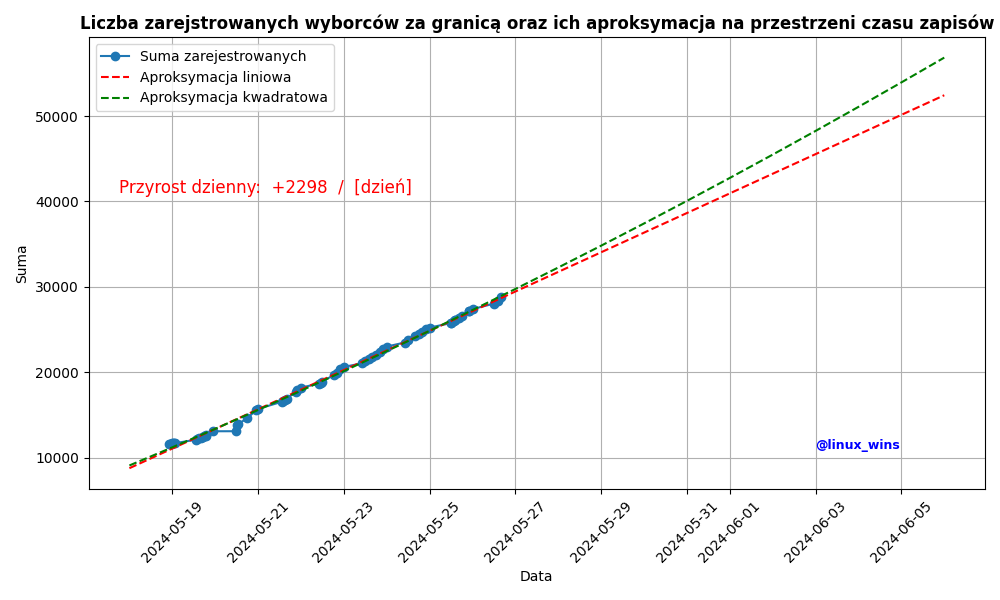 Liczba zarejstrowanych wyborców za granicą oraz ich aproksymacja na przestrzeni czasu zapisów
Suma zarejestrowanych
Aproksymacja liniowa
Aproksymacja kwadratowa
50000
Przyrost dzienny:  +2298  /  [dzień]
40000
Suma
30000
20000
@linux_wins
10000
2024-05-19
2024-05-21
2024-05-23
2024-05-25
2024-05-27
2024-05-29
2024-05-31
2024-06-01
2024-06-03
2024-06-05
Data